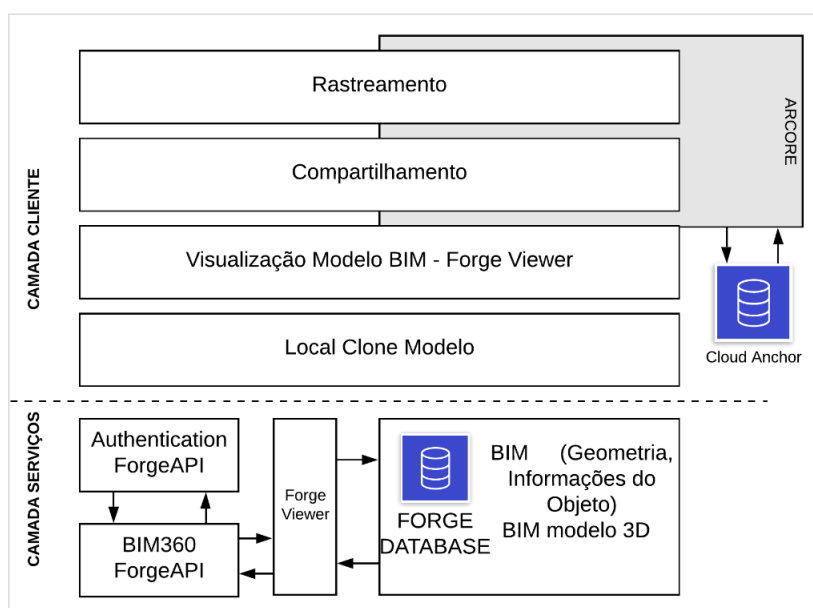 CAMADA CLIENTE
Rastreamento
ARCORE
Compartilhamento
Visualização Modelo BIM - Forge Viewer
Local Clone Modelo
Cloud Anchor
CAMADA SERVIÇOS
Authentication
ForgeAPI
BIM360
ForgeAPI
Forge
Viewer
FORGE
DATABASE
BIM (Geometria,
Informações do
Objeto)
BIM modelo 3D